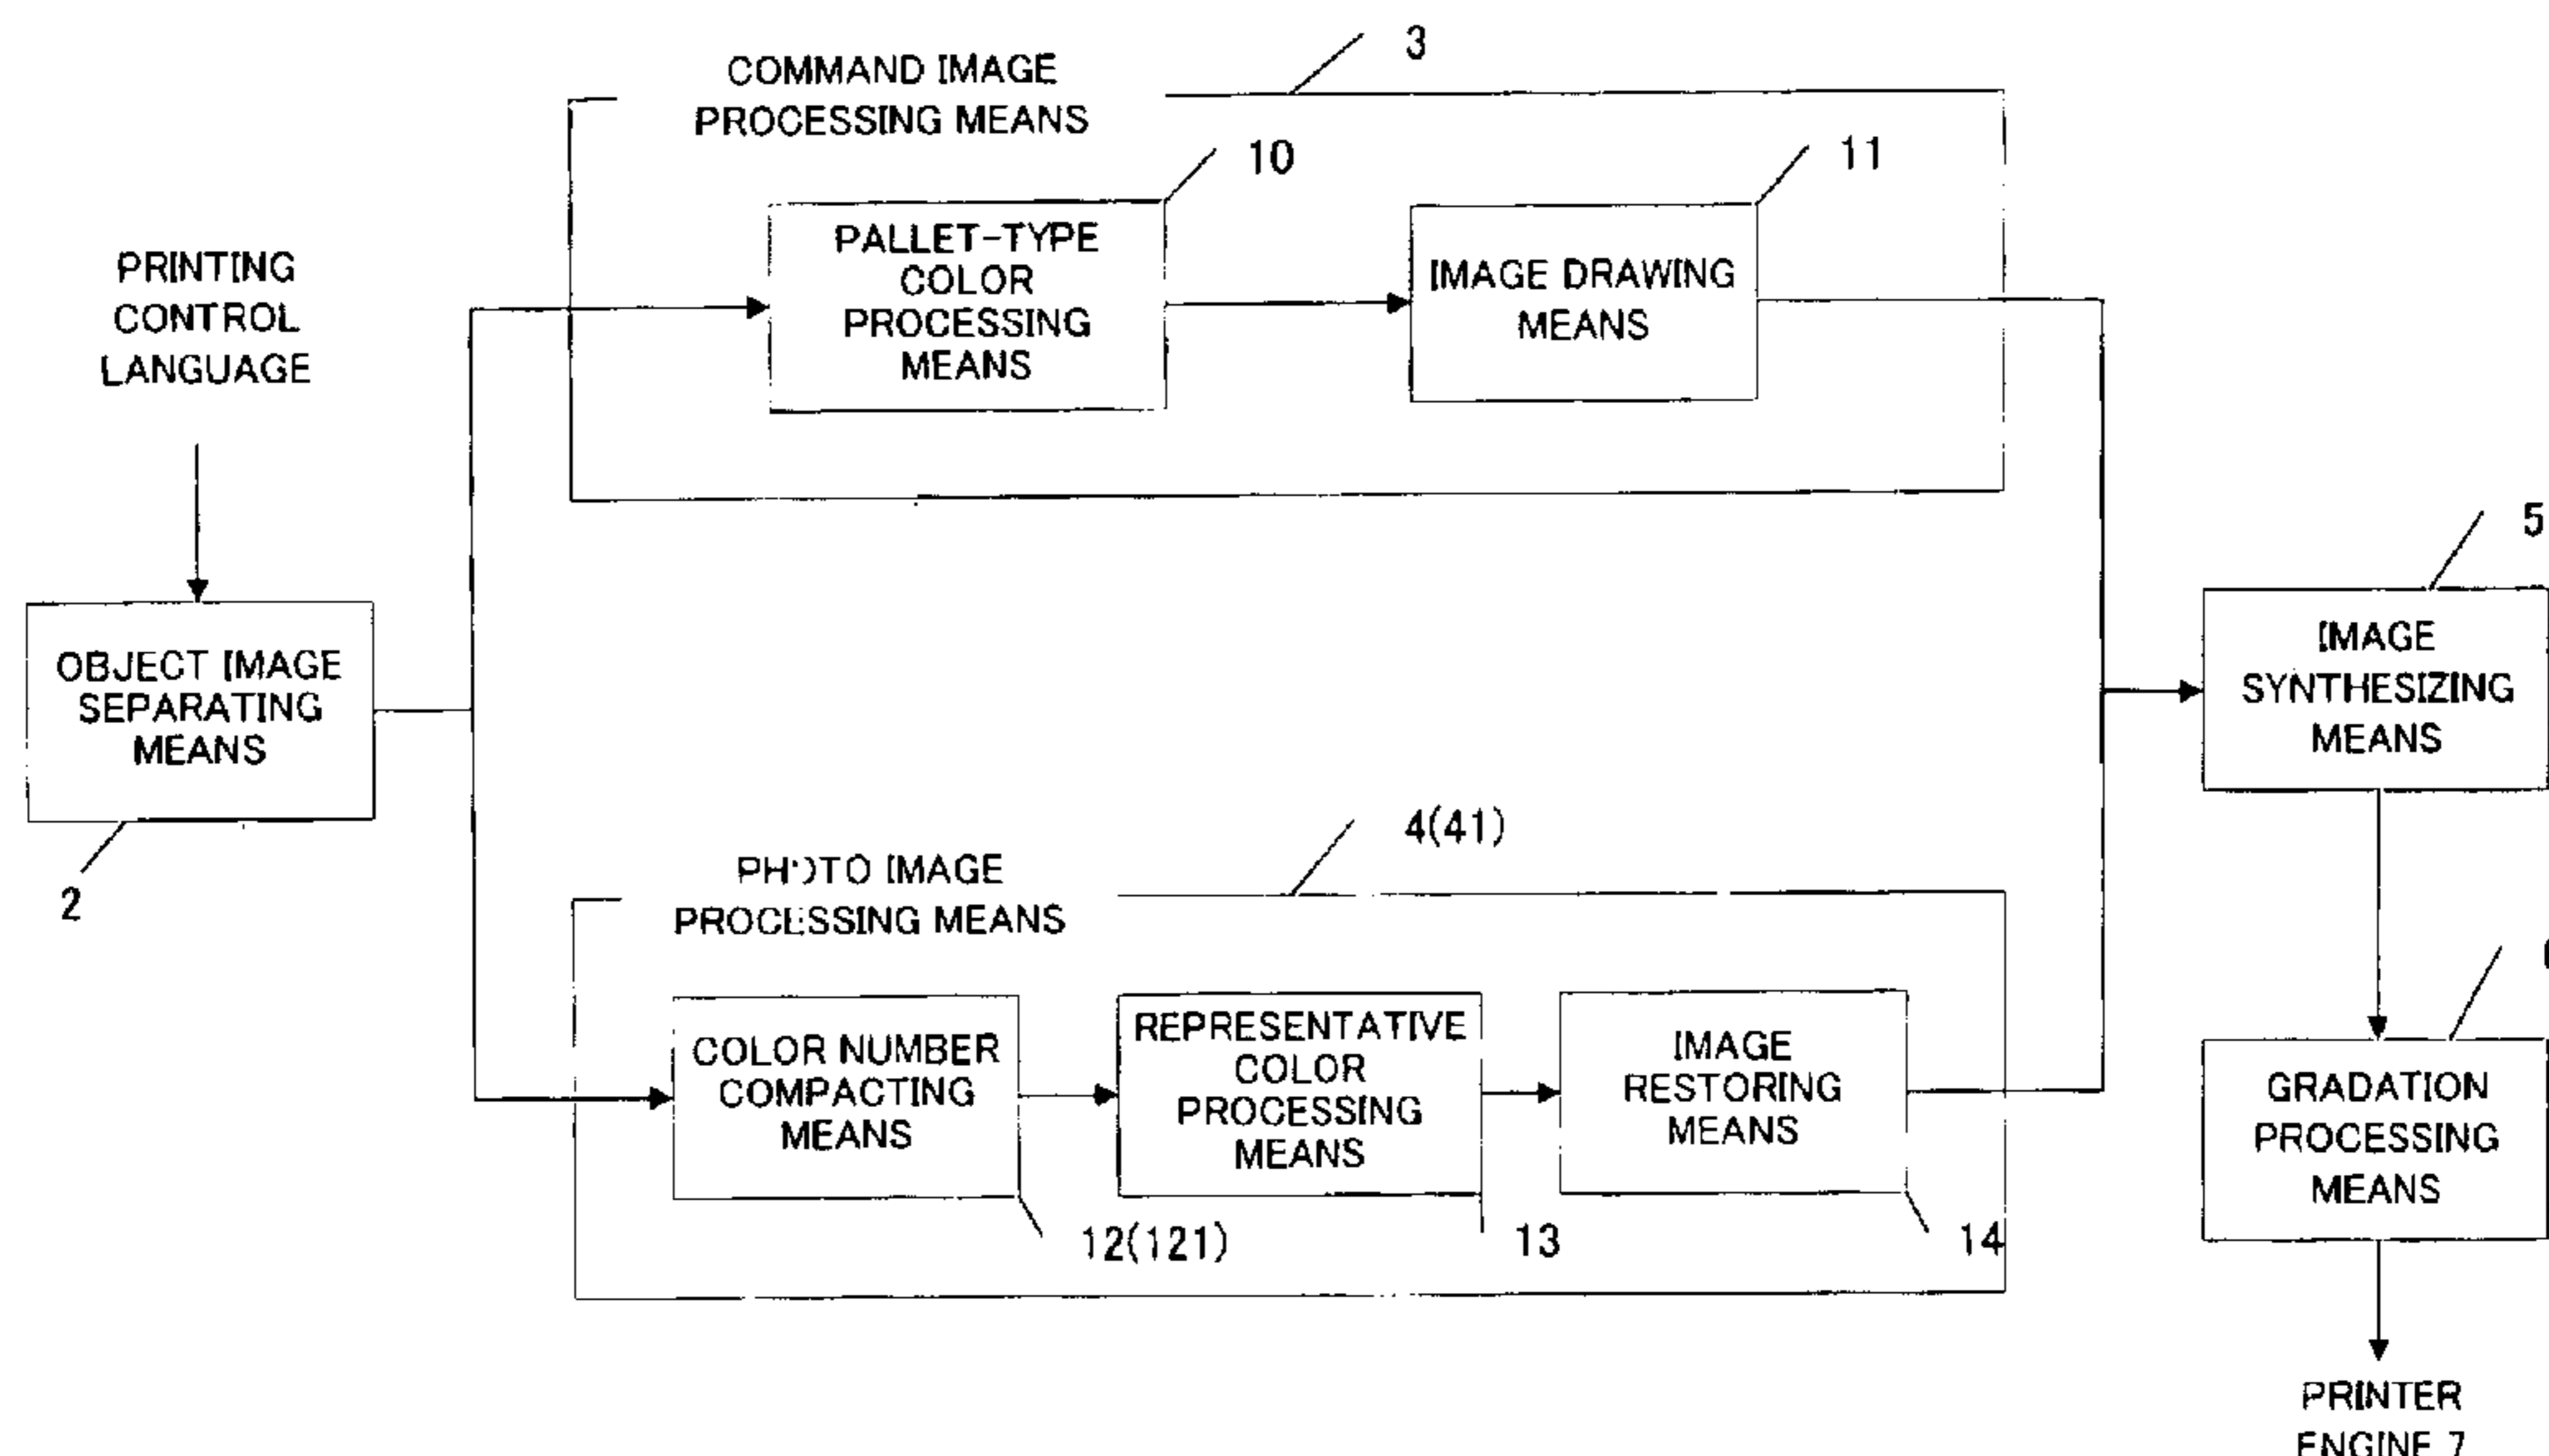 3
COMMAND IMAGE
PROCESSING MEANS
10
11
PALLET-TYPE
COLOR
PROCESSING
MEANS
IMAGE DRAWING
MEANS
PRINTING
CONTROL
LANGUAGE
5
OBJECT IMAGE
SEPARATING
MEANS
2
IMAGE
SYNTHESIZING
MEANS
4(41)
PHOTO IMAGE
PROCESSING MEANS
COLOR NUMBER
COMPACTING
MEANS
REPRESENTATIVE
COLOR
PROCESSING
MEANS
IMAGE
RESTORING
MEANS
12(121)
13
14
GRADATION
PROCESSING
MEANS
PRINTER
ENGINE 7